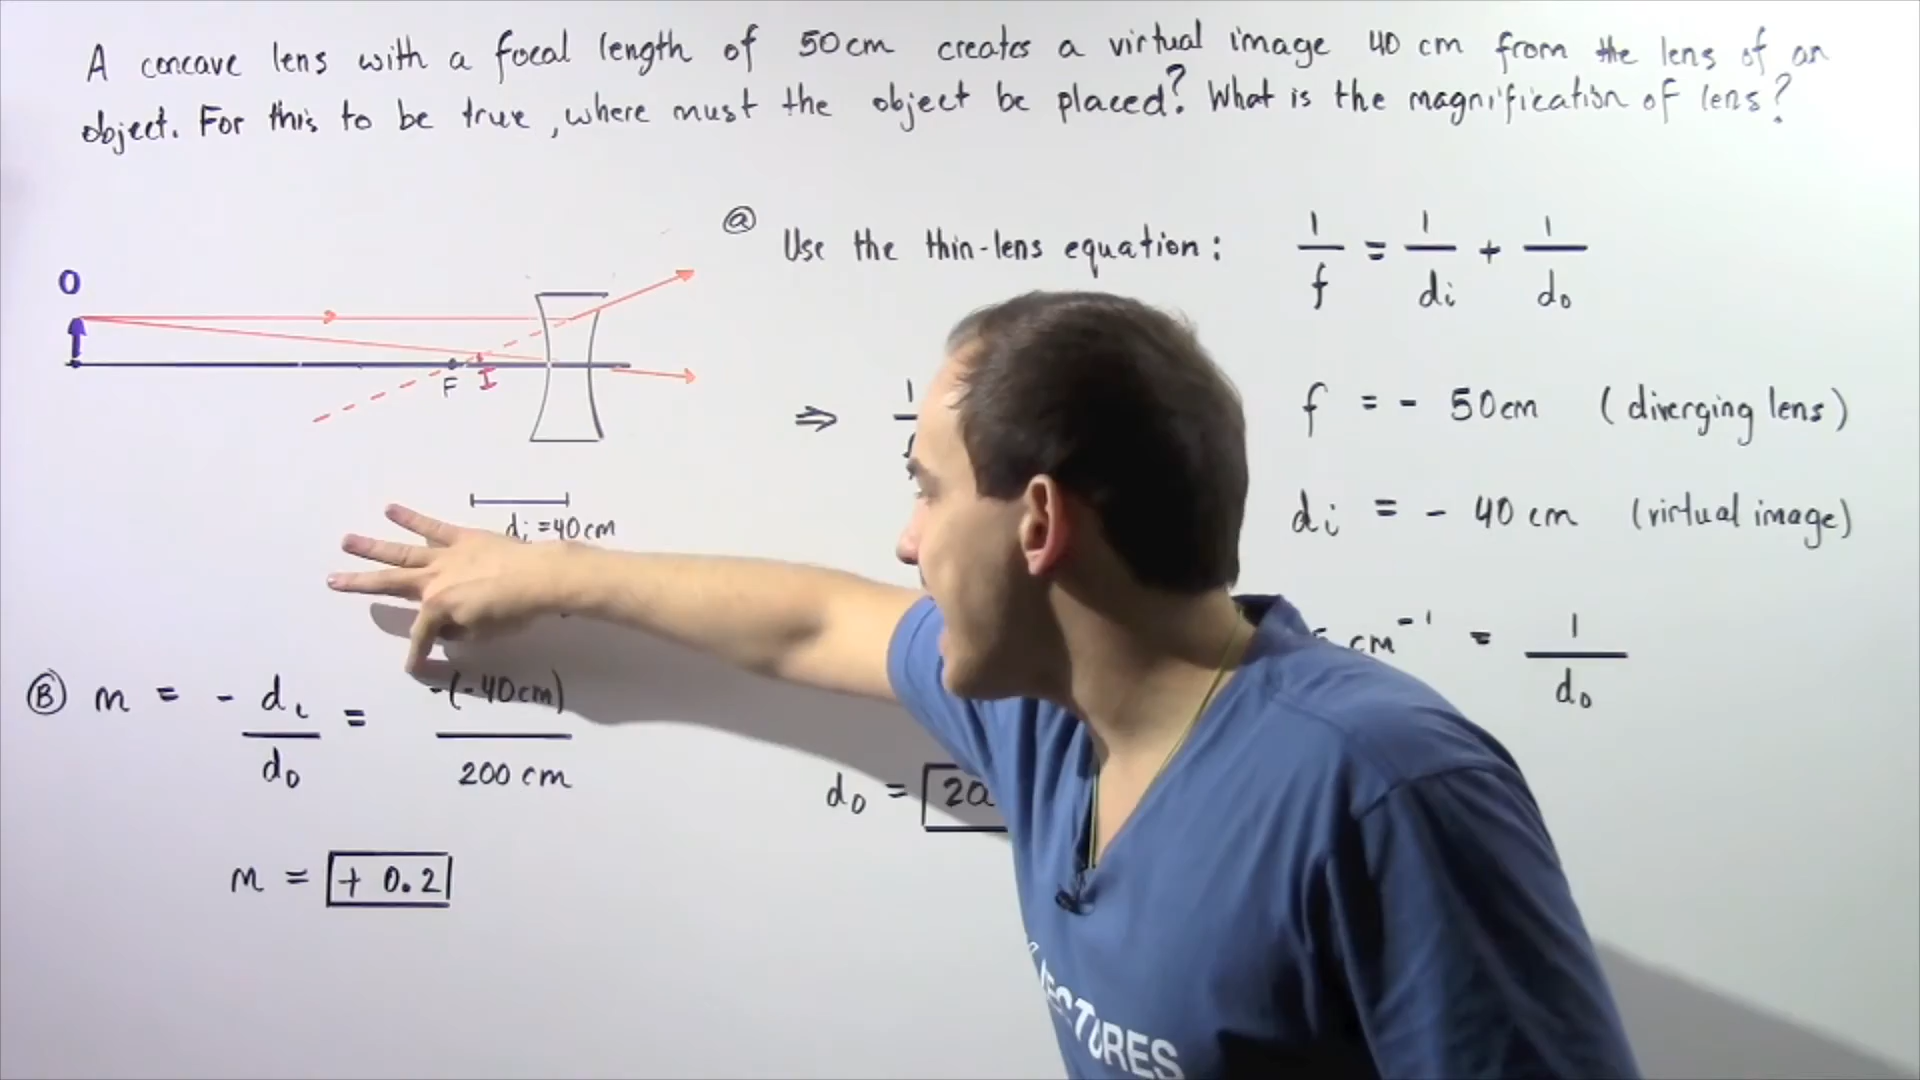 A concave lens with a focal length of 50cm creates a virtual image 40 cm from the lens of an
object. For this to be true, where must the object be placed? What is the magnification of lens?
ⓐ Use the thin-lens equation: 1/f = 1/di + 1/do
O
F I
⇒ 1
f = - 50cm (diverging lens)
di = 40cm
di = - 40 cm (virtual image)
cm⁻¹ = 1/do
Ⓑ m = - di/do = -(-40cm)/200 cm
do = 20
m = + 0.2
LECTURES